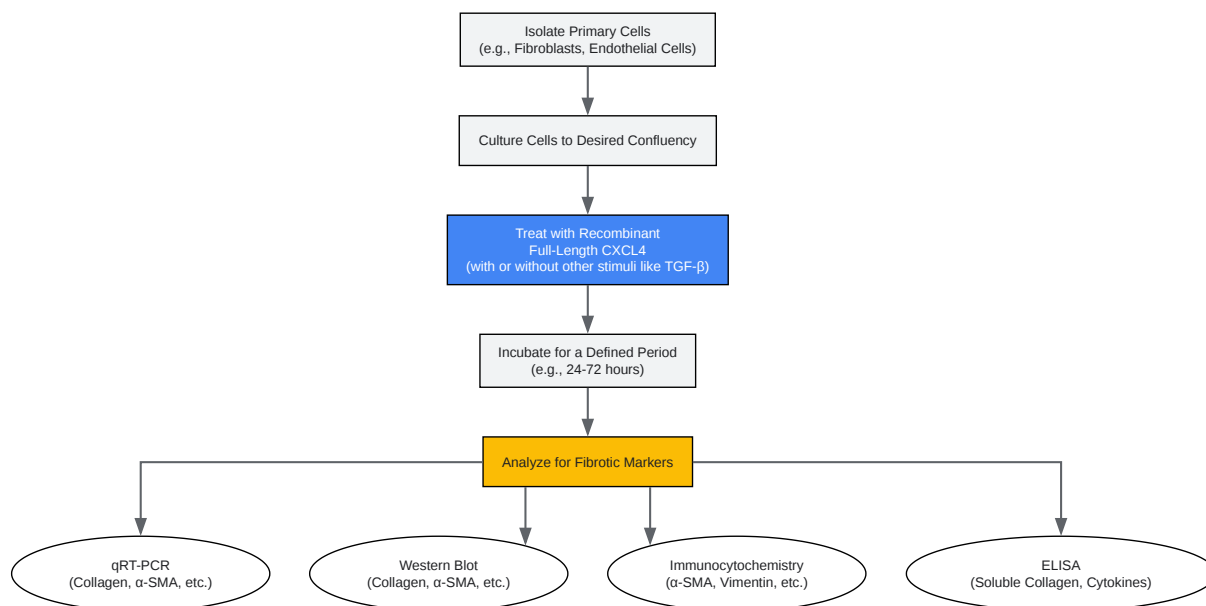 Isolate Primary Cells
(e.g., Fibroblasts, Endothelial Cells)
Culture Cells to Desired Confluency
Treat with Recombinant
Full-Length CXCL4
(with or without other stimuli like TGF-β)
Incubate for a Defined Period
(e.g., 24-72 hours)
Analyze for Fibrotic Markers
qRT-PCR
(Collagen, α-SMA, etc.)
Western Blot
(Collagen, α-SMA, etc.)
Immunocytochemistry
(α-SMA, Vimentin, etc.)
ELISA
(Soluble Collagen, Cytokines)